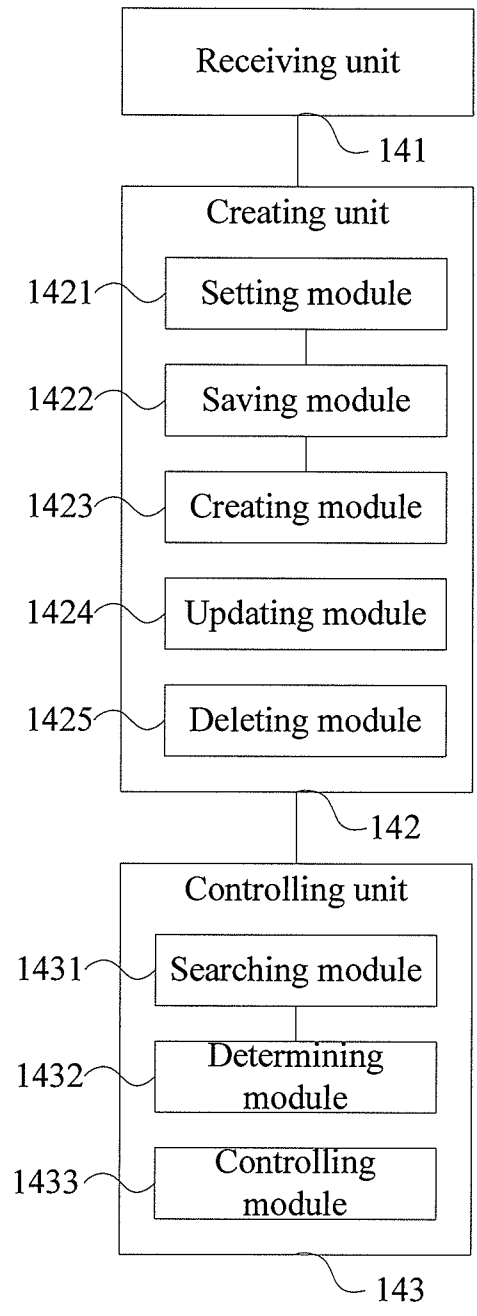 Receiving unit
141
Creating unit
1421
Setting module
1422
Saving module
1423
Creating module
1424
Updating module
1425
Deleting module
142
Controlling unit
1431
Searching module
1432
Determining
module
1433
Controlling
module
143